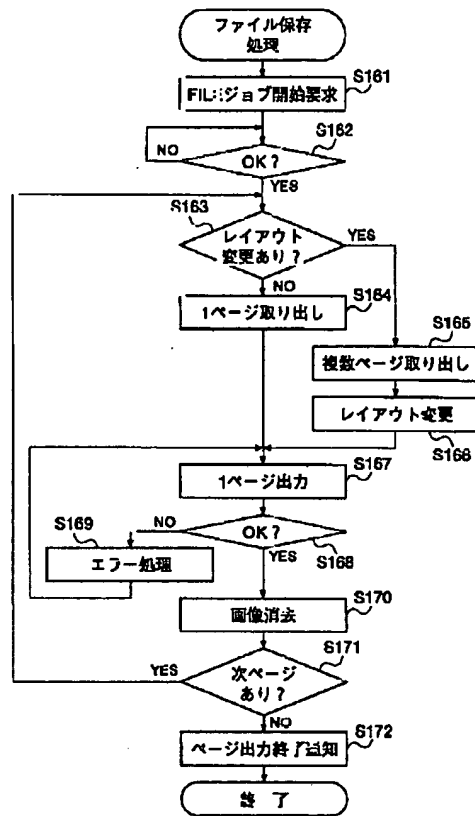 ファイル保存
処理
S161
FILEジョブ開始要求
S162
OK?
NO
YES
S163
レイアウト
変更あり?
YES
NO
S164
1ページ取り出し
S165
複数ページ取り出し
レイアウト変更
S166
S167
1ページ出力
S169
NO
OK?
エラー処理
YES
S168
S170
画像消去
S171
YES
次ページ
あり?
NO
S172
ページ出力終了通知
終了